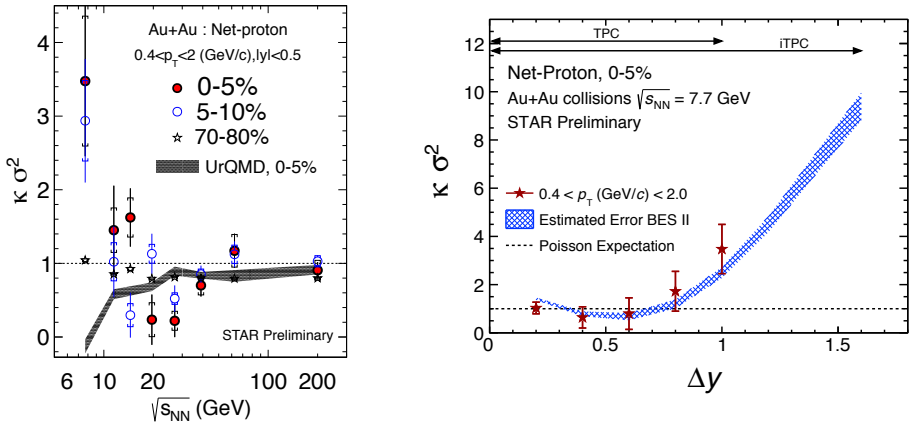 Au+Au : Net-proton
0.4<p_T<2 (GeV/c),|y|<0.5
0-5%
5-10%
70-80%
UrQMD, 0-5%
STAR Preliminary
κ σ²
4
3
2
1
0
6 10 20 100 200
√s_NN (GeV)
TPC
iTPC
Net-Proton, 0-5%
Au+Au collisions √s_NN = 7.7 GeV
STAR Preliminary
0.4 < p_T (GeV/c) < 2.0
Estimated Error BES II
Poisson Expectation
κ σ²
12
10
8
6
4
2
0
0 0.5 1 1.5
Δy